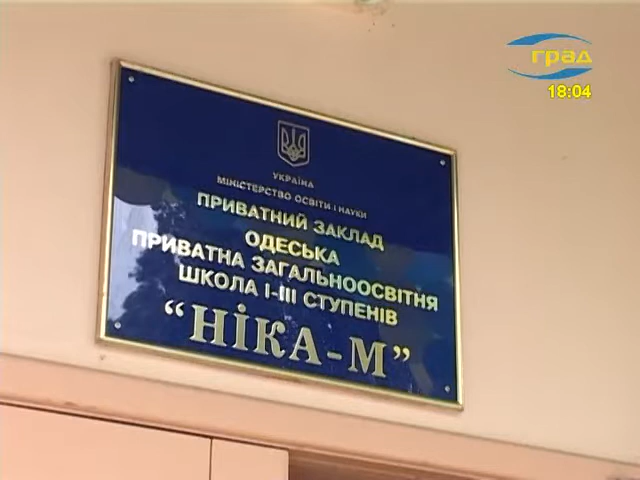 град
18:04
УКРАЇНА
МІНІСТЕРСТВО ОСВІТИ І НАУКИ
ПРИВАТНИЙ ЗАКЛАД
ОДЕСЬКА
ПРИВАТНА ЗАГАЛЬНООСВІТНЯ
ШКОЛА І-ІІІ СТУПЕНІВ
“НІКА-М”